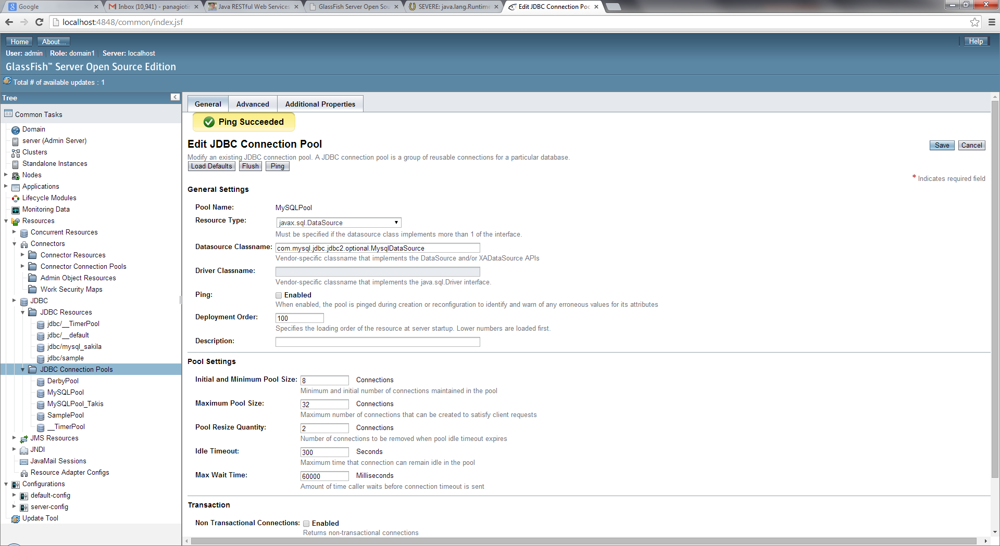 Google
Inbox (10,941) - panagiotis
Java RESTful Web Services
GlassFish Server Open Sou
SEVERE: java.lang.Runtime
Edit JDBC Connection Poo
localhost:4848/common/index.jsf
Home
About...
Help
User: admin
Role: domain1
Server: localhost
GlassFish™ Server Open Source Edition
Total # of available updates : 1
Tree
Common Tasks
Domain
server (Admin Server)
Clusters
Standalone Instances
Nodes
Applications
Lifecycle Modules
Monitoring Data
Resources
Concurrent Resources
Connectors
Connector Resources
Connector Connection Pools
Admin Object Resources
Work Security Maps
JDBC
JDBC Resources
jdbc/__TimerPool
jdbc/__default
jdbc/mysql_sakila
jdbc/sample
JDBC Connection Pools
DerbyPool
MySQLPool
MySQLPool_Takis
SamplePool
__TimerPool
JMS Resources
JNDI
JavaMail Sessions
Resource Adapter Configs
Configurations
default-config
server-config
Update Tool
General
Advanced
Additional Properties
Ping Succeeded
Edit JDBC Connection Pool
Save
Cancel
Modify an existing JDBC connection pool. A JDBC connection pool is a group of reusable connections for a particular database.
Load Defaults
Flush
Ping
* Indicates required field
General Settings
Pool Name: MySQLPool
Resource Type: javax.sql.DataSource
Must be specified if the datasource class implements more than 1 of the interface.
Datasource Classname: com.mysql.jdbc.jdbc2.optional.MysqlDataSource
Vendor-specific classname that implements the DataSource and/or XADataSource APIs
Driver Classname:
Vendor-specific classname that implements the java.sql.Driver interface.
Ping: Enabled
When enabled, the pool is pinged during creation or reconfiguration to identify and warn of any erroneous values for its attributes
Deployment Order: 100
Specifies the loading order of the resource at server startup. Lower numbers are loaded first.
Description:
Pool Settings
Initial and Minimum Pool Size: 8 Connections
Minimum and initial number of connections maintained in the pool
Maximum Pool Size: 32 Connections
Maximum number of connections that can be created to satisfy client requests
Pool Resize Quantity: 2 Connections
Number of connections to be removed when pool idle timeout expires
Idle Timeout: 300 Seconds
Maximum time that connection can remain idle in the pool
Max Wait Time: 60000 Milliseconds
Amount of time caller waits before connection timeout is sent
Transaction
Non Transactional Connections: Enabled
Returns non-transactional connections